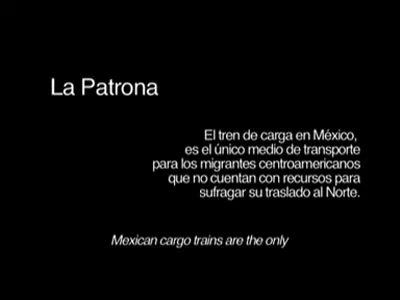 La Patrona
El tren de carga en México,
es el único medio de transporte
para los migrantes centroamericanos
que no cuentan con recursos para
sufragar su traslado al Norte.
Mexican cargo trains are the only